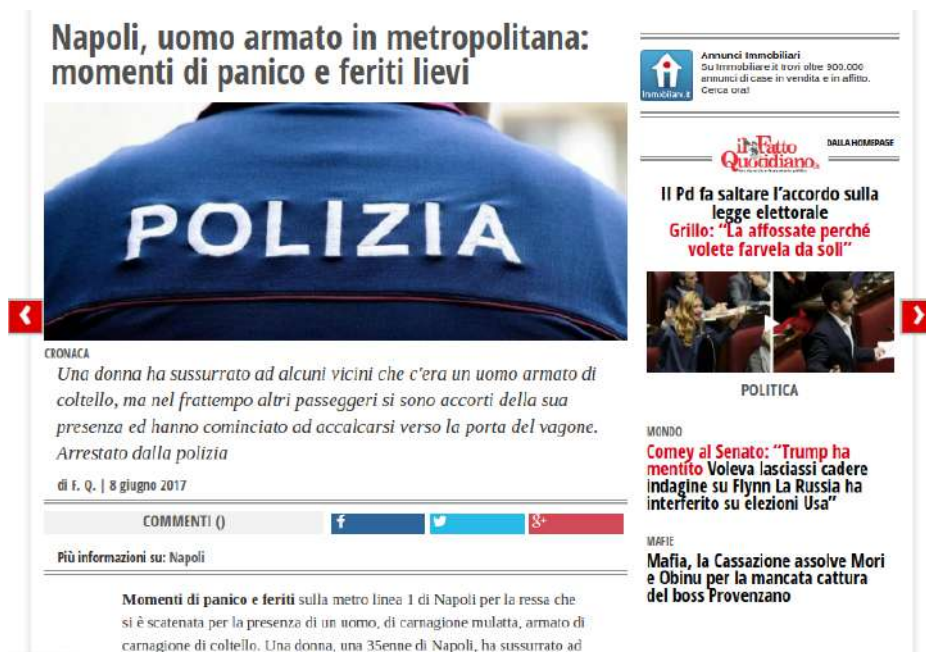 Napoli, uomo armato in metropolitana:
momenti di panico e feriti lievi
POLIZIA
CRONACA
Una donna ha sussurrato ad alcuni vicini che c'era un uomo armato di
coltello, ma nel frattempo altri passeggeri si sono accorti della sua
presenza ed hanno cominciato ad accalcarsi verso la porta del vagone.
Arrestato dalla polizia
di F. Q. | 8 giugno 2017
COMMENTI ()
f
g+
Più informazioni su: Napoli
Momenti di panico e feriti sulla metro linea 1 di Napoli per la ressa che
si è scatenata per la presenza di un uomo, di carnagione mulatta, armato di
carnagione di coltello. Una donna, una 35enne di Napoli, ha sussurrato ad
Annunci Immobiliari
Su Immobiliare.it trovi oltre 900.000
annunci di case in vendita e in affitto.
Cerca ora!
Immobiliare.it
il Fatto
Quotidiano.it
DALLA HOMEPAGE
Il Pd fa saltare l'accordo sulla
legge elettorale
Grillo: “La affossate perché
volete farvela da soli”
POLITICA
MONDO
Comey al Senato: “Trump ha
mentito Voleva lasciassi cadere
indagine su Flynn La Russia ha
interferito su elezioni Usa”
MAFIE
Mafia, la Cassazione assolve Mori
e Obinu per la mancata cattura
del boss Provenzano